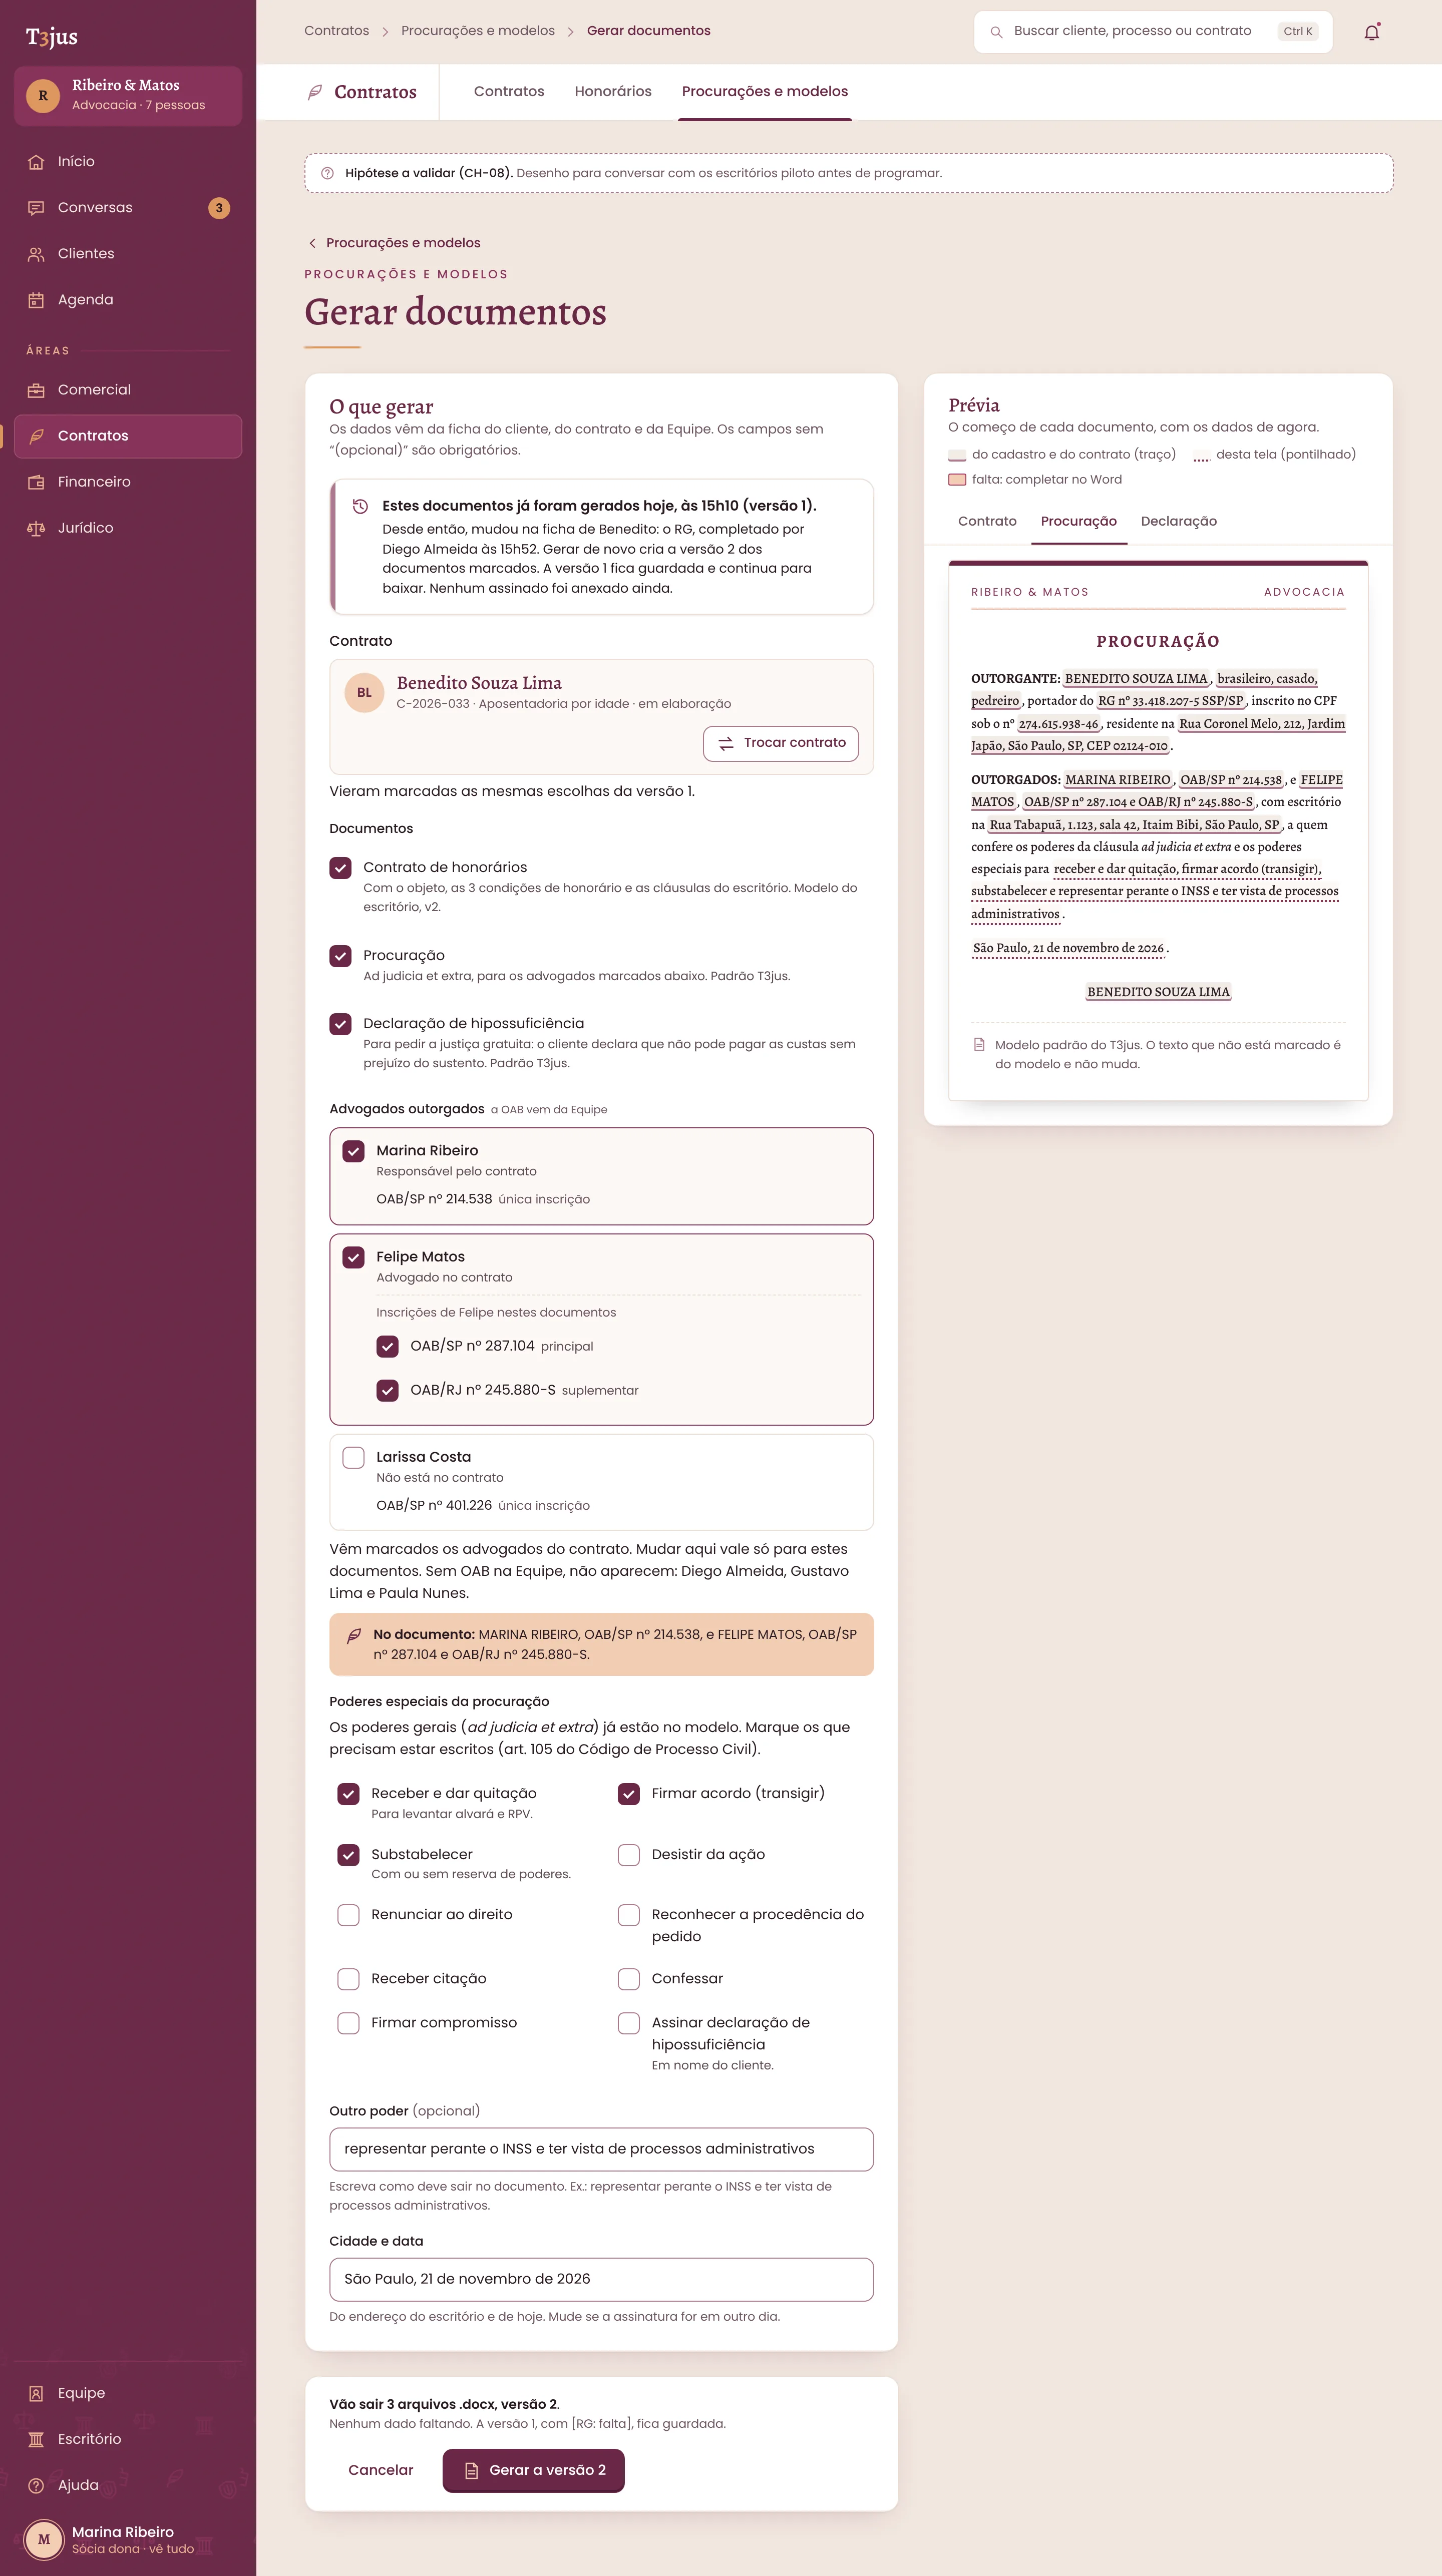 T3jus
R
Ribeiro & Matos
Advocacia · 7 pessoas
Início
Conversas
3
Clientes
Agenda
ÁREAS
Comercial
Contratos
Financeiro
Jurídico
Equipe
Escritório
Ajuda
M
Marina Ribeiro
Sócia dona · vê tudo
Contratos
Procurações e modelos
Gerar documentos
Buscar cliente, processo ou contrato
Ctrl K
Contratos
Contratos
Honorários
Procurações e modelos
Hipótese a validar (CH-08). Desenho para conversar com os escritórios piloto antes de programar.
Procurações e modelos
PROCURAÇÕES E MODELOS
Gerar documentos
O que gerar
Os dados vêm da ficha do cliente, do contrato e da Equipe. Os campos sem
“(opcional)” são obrigatórios.
Estes documentos já foram gerados hoje, às 15h10 (versão 1).
Desde então, mudou na ficha de Benedito: o RG, completado por
Diego Almeida às 15h52. Gerar de novo cria a versão 2 dos
documentos marcados. A versão 1 fica guardada e continua para
baixar. Nenhum assinado foi anexado ainda.
Contrato
BL
Benedito Souza Lima
C-2026-033 · Aposentadoria por idade · em elaboração
Trocar contrato
Vieram marcadas as mesmas escolhas da versão 1.
Documentos
Contrato de honorários
Com o objeto, as 3 condições de honorário e as cláusulas do escritório. Modelo do
escritório, v2.
Procuração
Ad judicia et extra, para os advogados marcados abaixo. Padrão T3jus.
Declaração de hipossuficiência
Para pedir a justiça gratuita: o cliente declara que não pode pagar as custas sem
prejuízo do sustento. Padrão T3jus.
Advogados outorgados a OAB vem da Equipe
Marina Ribeiro
Responsável pelo contrato
OAB/SP nº 214.538 única inscrição
Felipe Matos
Advogado no contrato
Inscrições de Felipe nestes documentos
OAB/SP nº 287.104 principal
OAB/RJ nº 245.880-S suplementar
Larissa Costa
Não está no contrato
OAB/SP nº 401.226 única inscrição
Vêm marcados os advogados do contrato. Mudar aqui vale só para estes
documentos. Sem OAB na Equipe, não aparecem: Diego Almeida, Gustavo
Lima e Paula Nunes.
No documento: MARINA RIBEIRO, OAB/SP nº 214.538, e FELIPE MATOS, OAB/SP
nº 287.104 e OAB/RJ nº 245.880-S.
Poderes especiais da procuração
Os poderes gerais (ad judicia et extra) já estão no modelo. Marque os que
precisam estar escritos (art. 105 do Código de Processo Civil).
Receber e dar quitação
Para levantar alvará e RPV.
Firmar acordo (transigir)
Substabelecer
Com ou sem reserva de poderes.
Desistir da ação
Renunciar ao direito
Reconhecer a procedência do
pedido
Receber citação
Confessar
Firmar compromisso
Assinar declaração de
hipossuficiência
Em nome do cliente.
Outro poder (opcional)
representar perante o INSS e ter vista de processos administrativos
Escreva como deve sair no documento. Ex.: representar perante o INSS e ter vista de
processos administrativos.
Cidade e data
São Paulo, 21 de novembro de 2026
Do endereço do escritório e de hoje. Mude se a assinatura for em outro dia.
Vão sair 3 arquivos .docx, versão 2.
Nenhum dado faltando. A versão 1, com [RG: falta], fica guardada.
Cancelar
Gerar a versão 2
Prévia
O começo de cada documento, com os dados de agora.
do cadastro e do contrato (traço)
desta tela (pontilhado)
falta: completar no Word
Contrato
Procuração
Declaração
RIBEIRO & MATOS
ADVOCACIA
PROCURAÇÃO
OUTORGANTE: BENEDITO SOUZA LIMA, brasileiro, casado,
pedreiro, portador do RG nº 33.418.207-5 SSP/SP, inscrito no CPF
sob o nº 274.615.938-46, residente na Rua Coronel Melo, 212, Jardim
Japão, São Paulo, SP, CEP 02124-010.
OUTORGADOS: MARINA RIBEIRO, OAB/SP nº 214.538, e FELIPE
MATOS, OAB/SP nº 287.104 e OAB/RJ nº 245.880-S, com escritório
na Rua Tabapuã, 1.123, sala 42, Itaim Bibi, São Paulo, SP, a quem
confere os poderes da cláusula ad judicia et extra e os poderes
especiais para receber e dar quitação, firmar acordo (transigir),
substabelecer e representar perante o INSS e ter vista de processos
administrativos.
São Paulo, 21 de novembro de 2026.
BENEDITO SOUZA LIMA
Modelo padrão do T3jus. O texto que não está marcado é
do modelo e não muda.